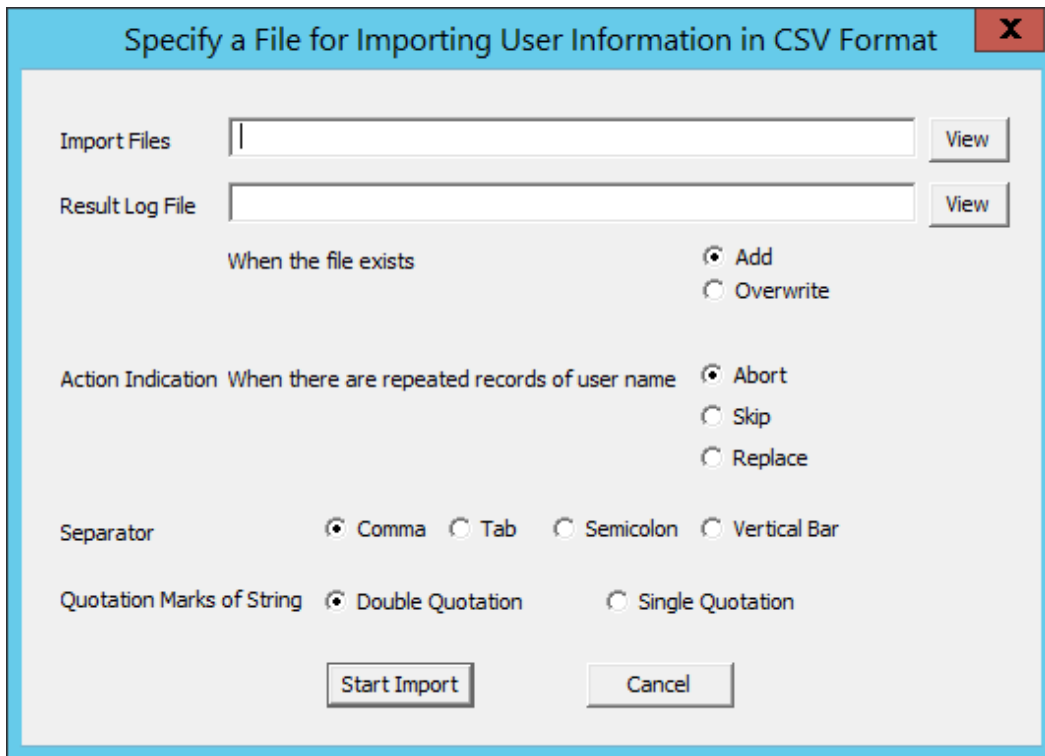 Specify a File for Importing User Information in CSV Format
X
Import Files
View
Result Log File
View
When the file exists
Add
Overwrite
Action Indication When there are repeated records of user name
Abort
Skip
Replace
Separator
Comma Tab Semicolon Vertical Bar
Quotation Marks of String
Double Quotation Single Quotation
Start Import Cancel